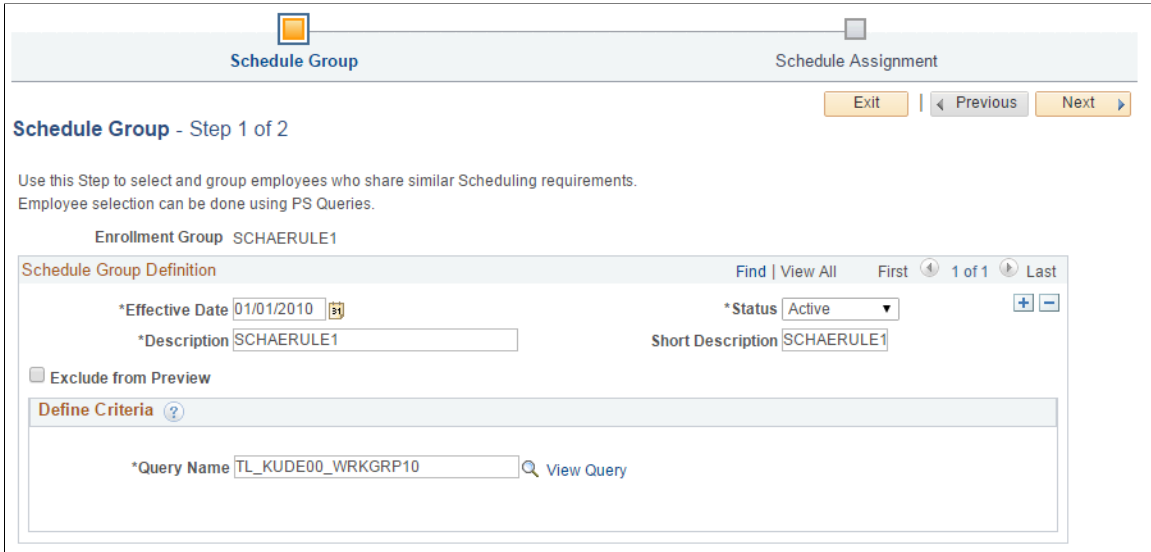 Schedule Group
Schedule Assignment
Exit | Previous Next
Schedule Group - Step 1 of 2
Use this Step to select and group employees who share similar Scheduling requirements.
Employee selection can be done using PS Queries.
Enrollment Group SCHAERULE1
Schedule Group Definition Find | View All First 1 of 1 Last
*Effective Date 01/01/2010 31 *Status Active
*Description SCHAERULE1 Short Description SCHAERULE1
Exclude from Preview
Define Criteria ?
*Query Name TL_KUDE00_WRKGRP10 View Query